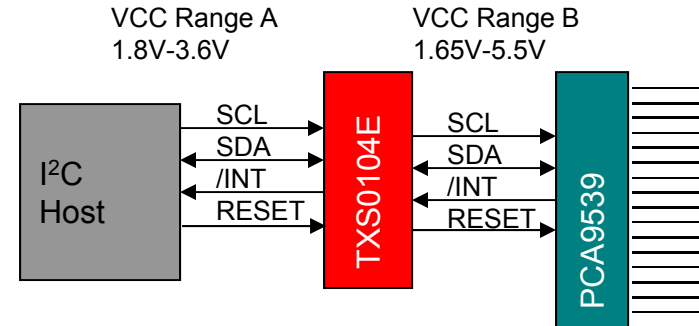 VCC Range A
1.8V-3.6V
VCC Range B
1.65V-5.5V
I²C
Host
SCL
SDA
/INT
RESET
TXS0104E
SCL
SDA
/INT
RESET
PCA9539